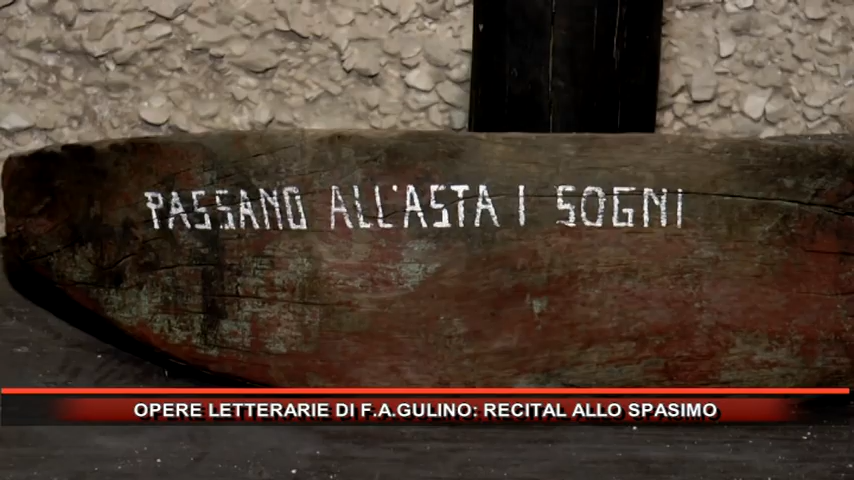 PASSANO ALL'ASTA I SOGNI
OPERE LETTERARIE DI F.A.GULINO: RECITAL ALLO SPASIMO